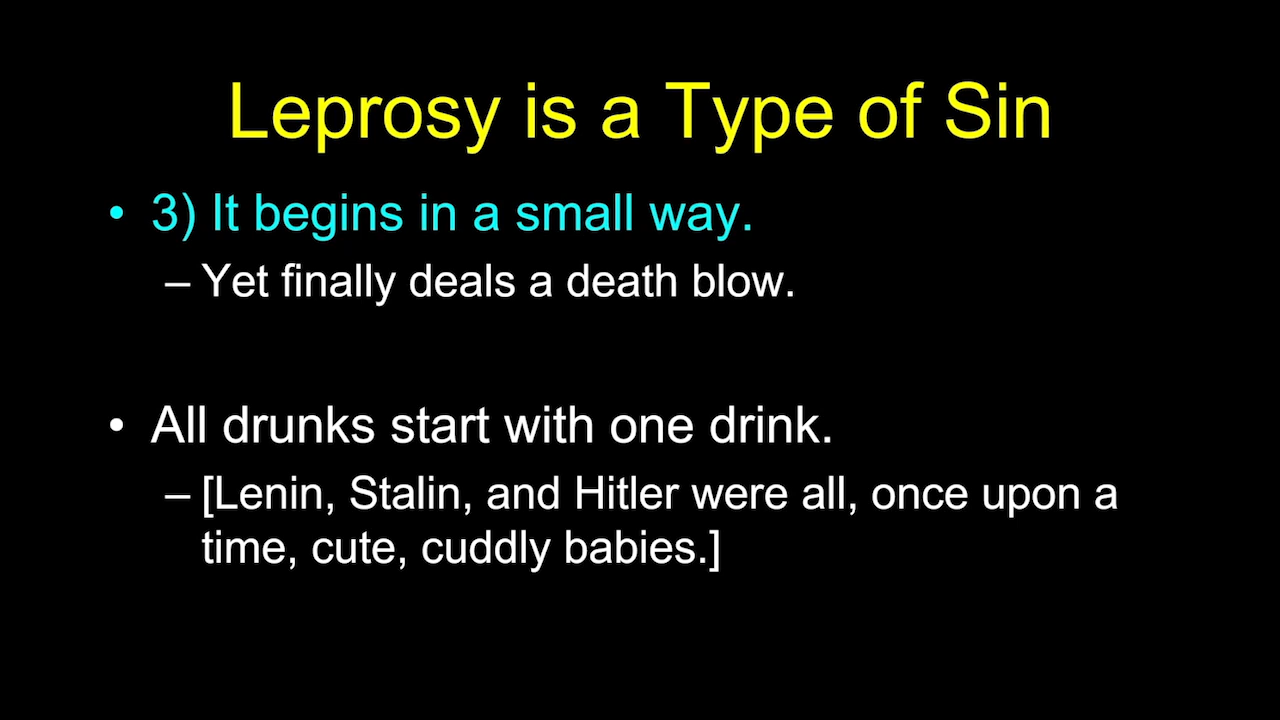 Leprosy is a Type of Sin
• 3) It begins in a small way.
– Yet finally deals a death blow.
• All drunks start with one drink.
– [Lenin, Stalin, and Hitler were all, once upon a
time, cute, cuddly babies.]